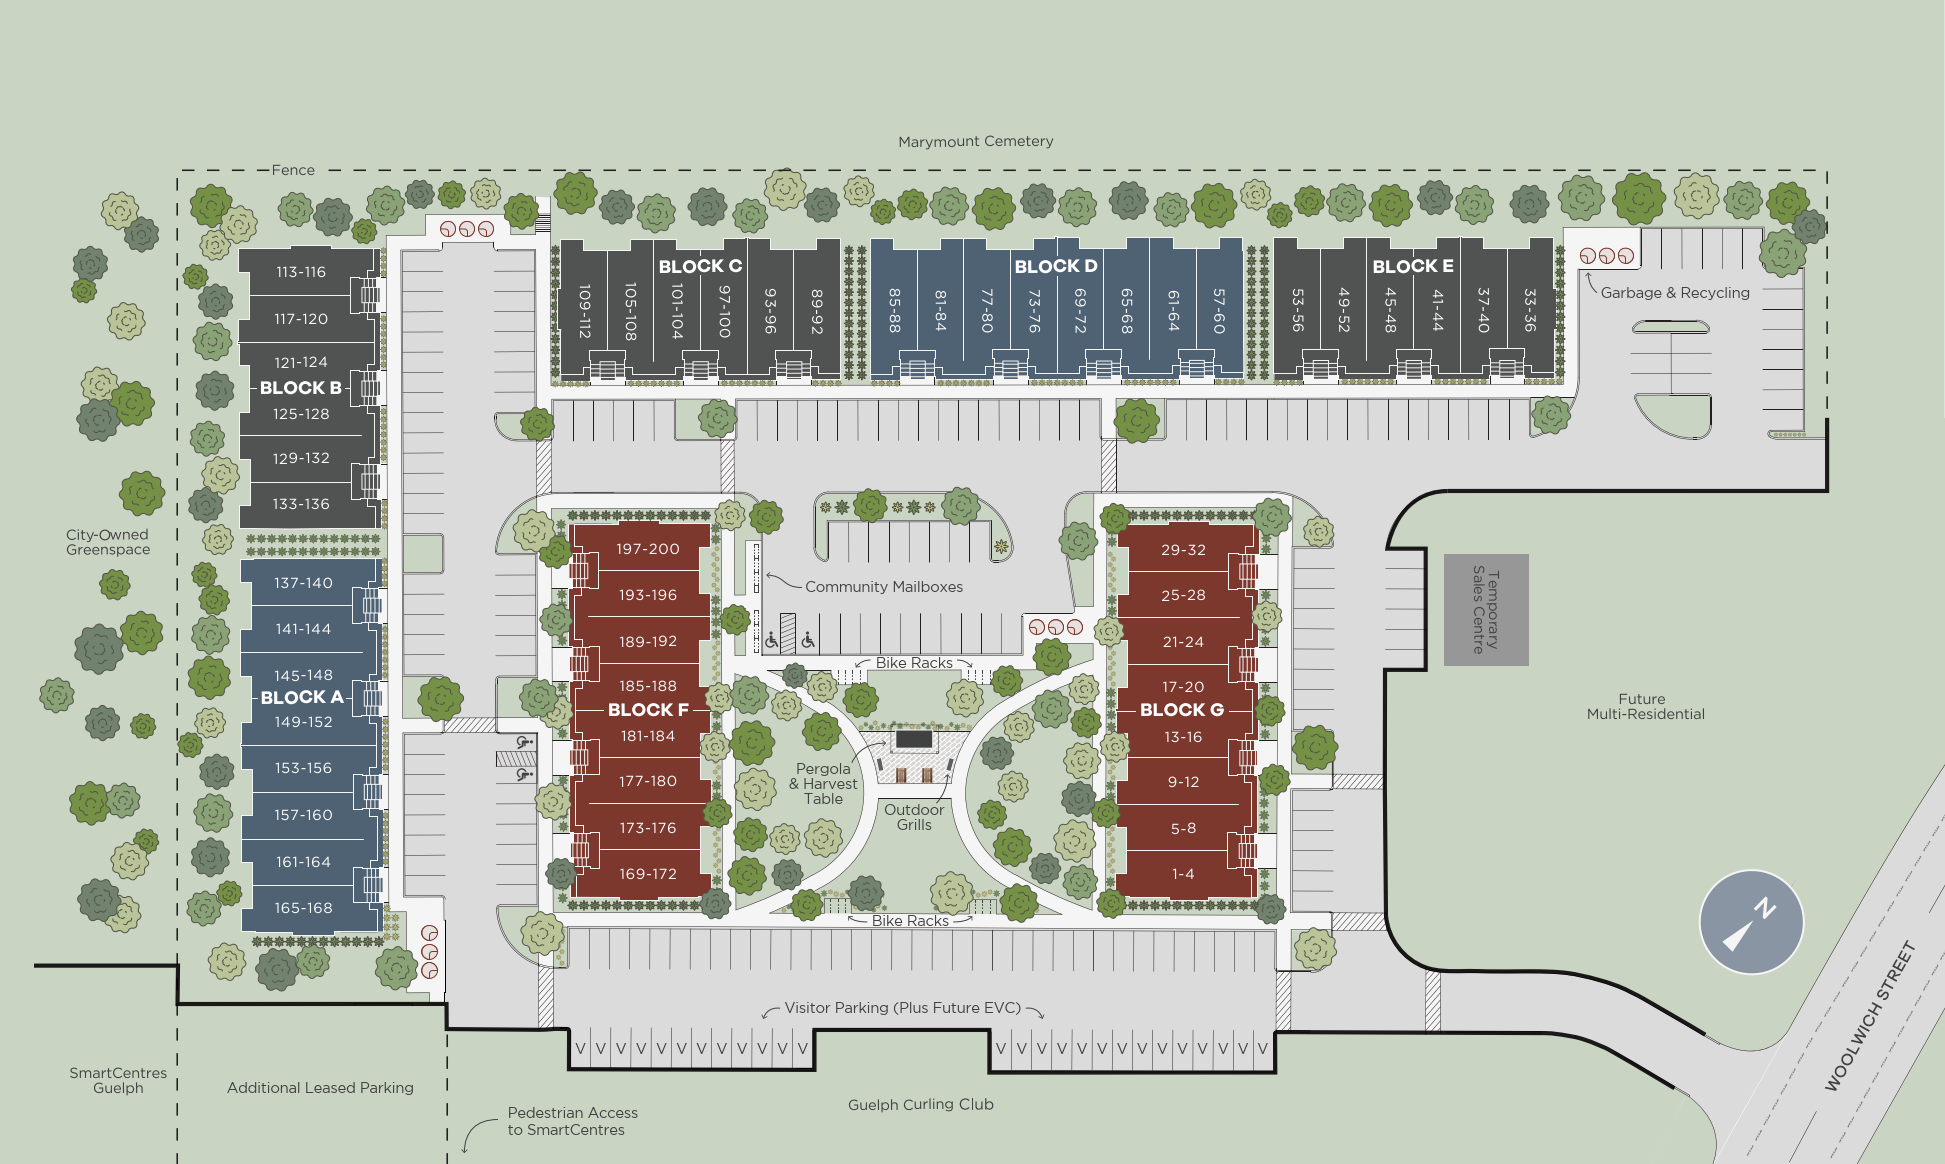 Marymount Cemetery
Fence
113-116
117-120
121-124
BLOCK B
125-128
129-132
133-136
BLOCK C
109-112
105-108
101-104
97-100
93-96
89-92
BLOCK D
85-88
81-84
77-80
73-76
69-72
65-68
61-64
57-60
BLOCK E
53-56
49-52
45-48
41-44
37-40
33-36
Garbage & Recycling
City-Owned
Greenspace
137-140
141-144
145-148
BLOCK A
149-152
153-156
157-160
161-164
165-168
197-200
193-196
189-192
185-188
BLOCK F
181-184
177-180
173-176
169-172
Community Mailboxes
Bike Racks
Pergola
& Harvest
Table
Outdoor
Grills
Bike Racks
29-32
25-28
21-24
17-20
BLOCK G
13-16
9-12
5-8
1-4
Temporary
Sales Centre
Future
Multi-Residential
N
WOOLWICH STREET
Visitor Parking (Plus Future EVC)
V V V V V V V V V V V V
V V V V V V V V V V V V V V
SmartCentres
Guelph
Additional Leased Parking
Pedestrian Access
to SmartCentres
Guelph Curling Club